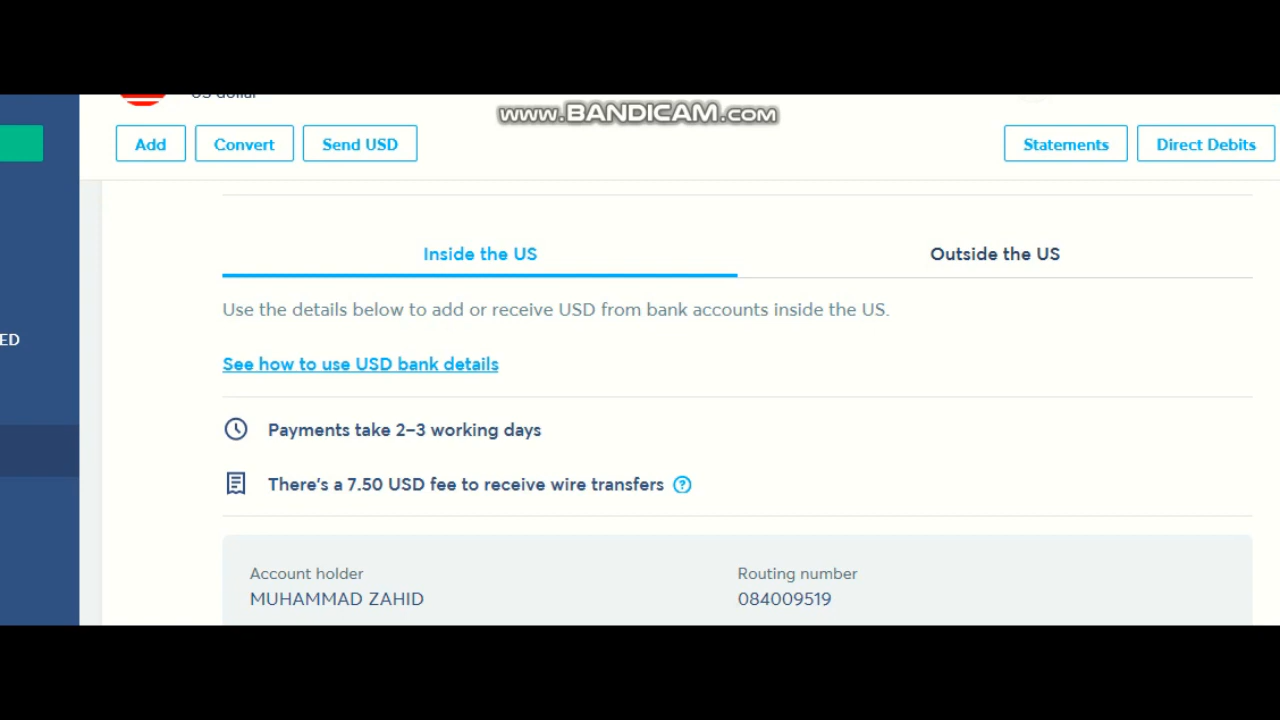 US dollar
www.BANDICAM.com
Add Convert Send USD Statements Direct Debits
Inside the US Outside the US
Use the details below to add or receive USD from bank accounts inside the US.
ED
See how to use USD bank details
Payments take 2–3 working days
There's a 7.50 USD fee to receive wire transfers ?
Account holder Routing number
MUHAMMAD ZAHID 084009519